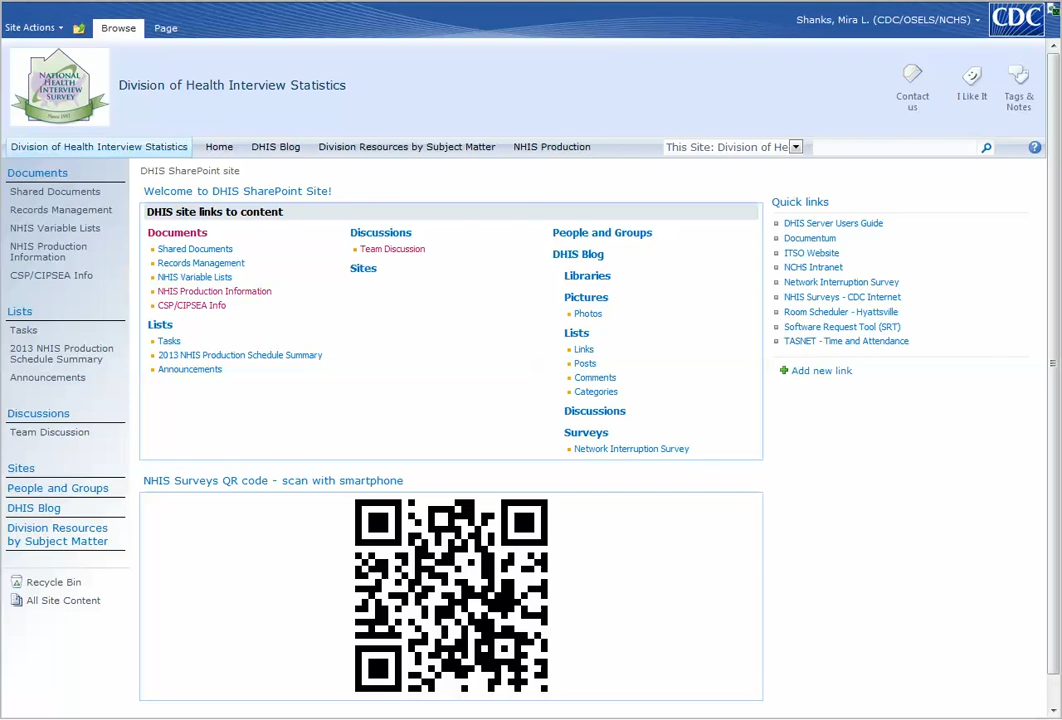 Site Actions
Browse
Page
Shanks, Mira L. (CDC/OSELS/NCHS)
CDC
NATIONAL
HEALTH
INTERVIEW
SURVEY
Since 1957
Division of Health Interview Statistics
Contact
us
I Like It
Tags &
Notes
Division of Health Interview Statistics
Home
DHIS Blog
Division Resources by Subject Matter
NHIS Production
This Site: Division of He
Documents
Shared Documents
Records Management
NHIS Variable Lists
NHIS Production
Information
CSP/CIPSEA Info
Lists
Tasks
2013 NHIS Production
Schedule Summary
Announcements
Discussions
Team Discussion
Sites
People and Groups
DHIS Blog
Division Resources
by Subject Matter
Recycle Bin
All Site Content
DHIS SharePoint site
Welcome to DHIS SharePoint Site!
DHIS site links to content
Documents
Shared Documents
Records Management
NHIS Variable Lists
NHIS Production Information
CSP/CIPSEA Info
Lists
Tasks
2013 NHIS Production Schedule Summary
Announcements
Discussions
Team Discussion
Sites
People and Groups
DHIS Blog
Libraries
Pictures
Photos
Lists
Links
Posts
Comments
Categories
Discussions
Surveys
Network Interruption Survey
NHIS Surveys QR code - scan with smartphone
Quick links
DHIS Server Users Guide
Documentum
ITSO Website
NCHS Intranet
Network Interruption Survey
NHIS Surveys - CDC Internet
Room Scheduler - Hyattsville
Software Request Tool (SRT)
TASNET - Time and Attendance
Add new link